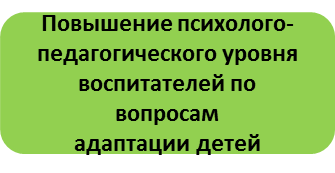 Повышение психолого-
педагогического уровня
воспитателей по
вопросам
адаптации детей